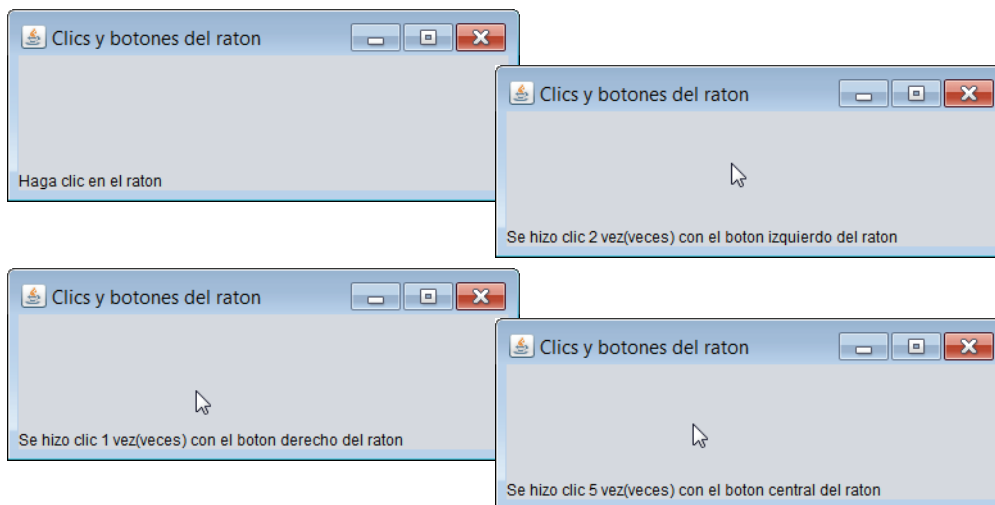 Clics y botones del raton
Haga clic en el raton
Clics y botones del raton
Se hizo clic 2 vez(veces) con el boton izquierdo del raton
Clics y botones del raton
Se hizo clic 1 vez(veces) con el boton derecho del raton
Clics y botones del raton
Se hizo clic 5 vez(veces) con el boton central del raton